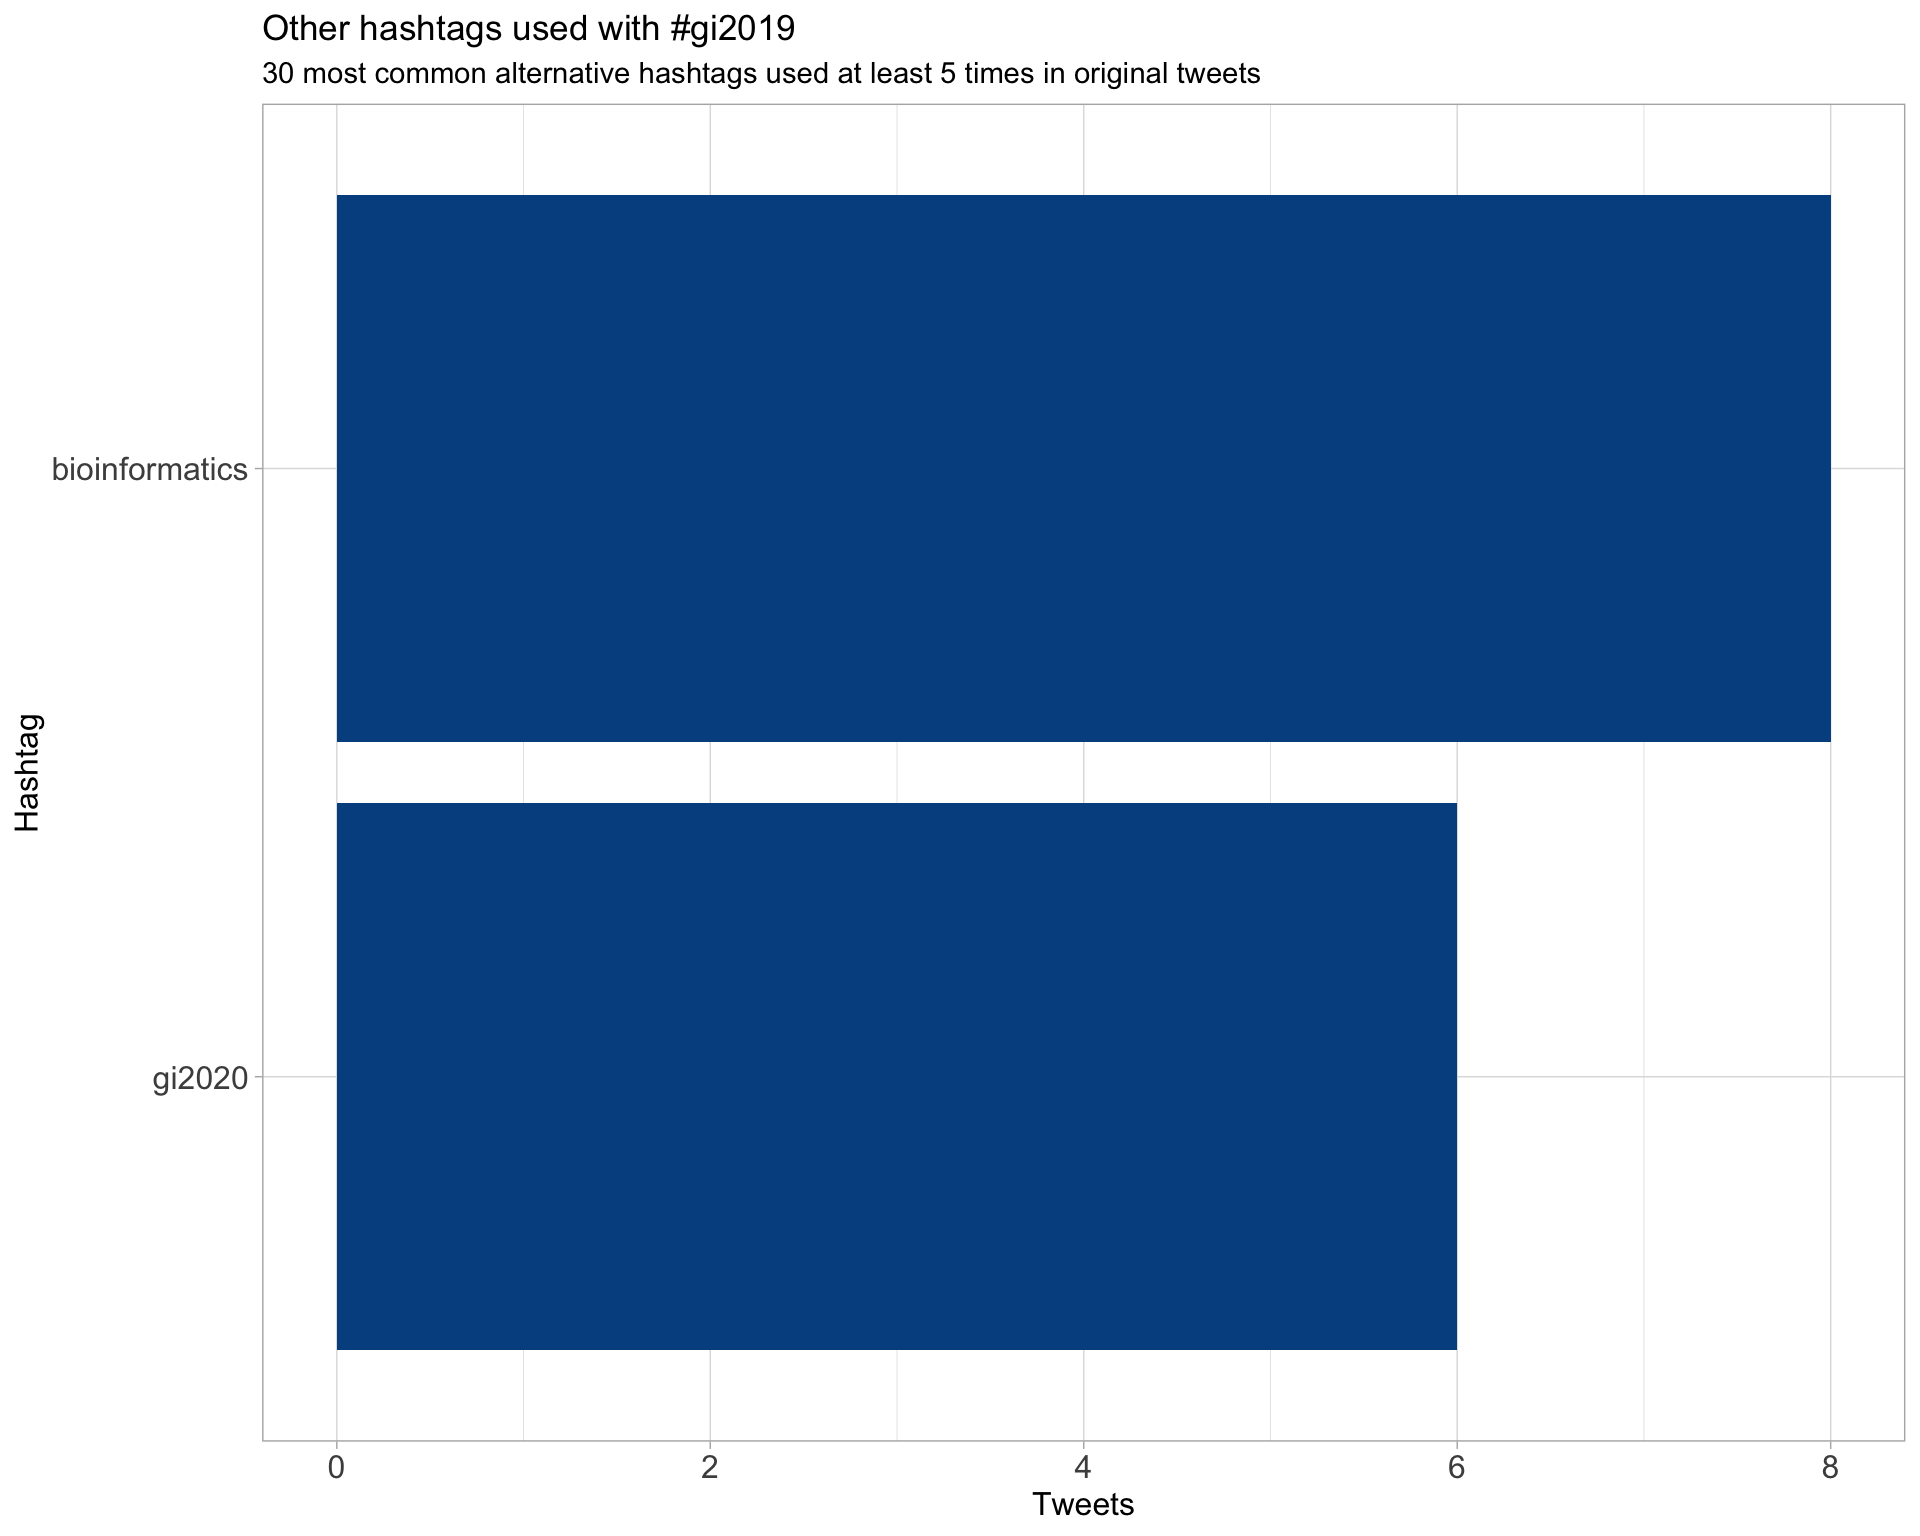 Other hashtags used with #gi2019
30 most common alternative hashtags used at least 5 times in original tweets
Hashtag
bioinformatics
gi2020
0 2 4 6 8
Tweets